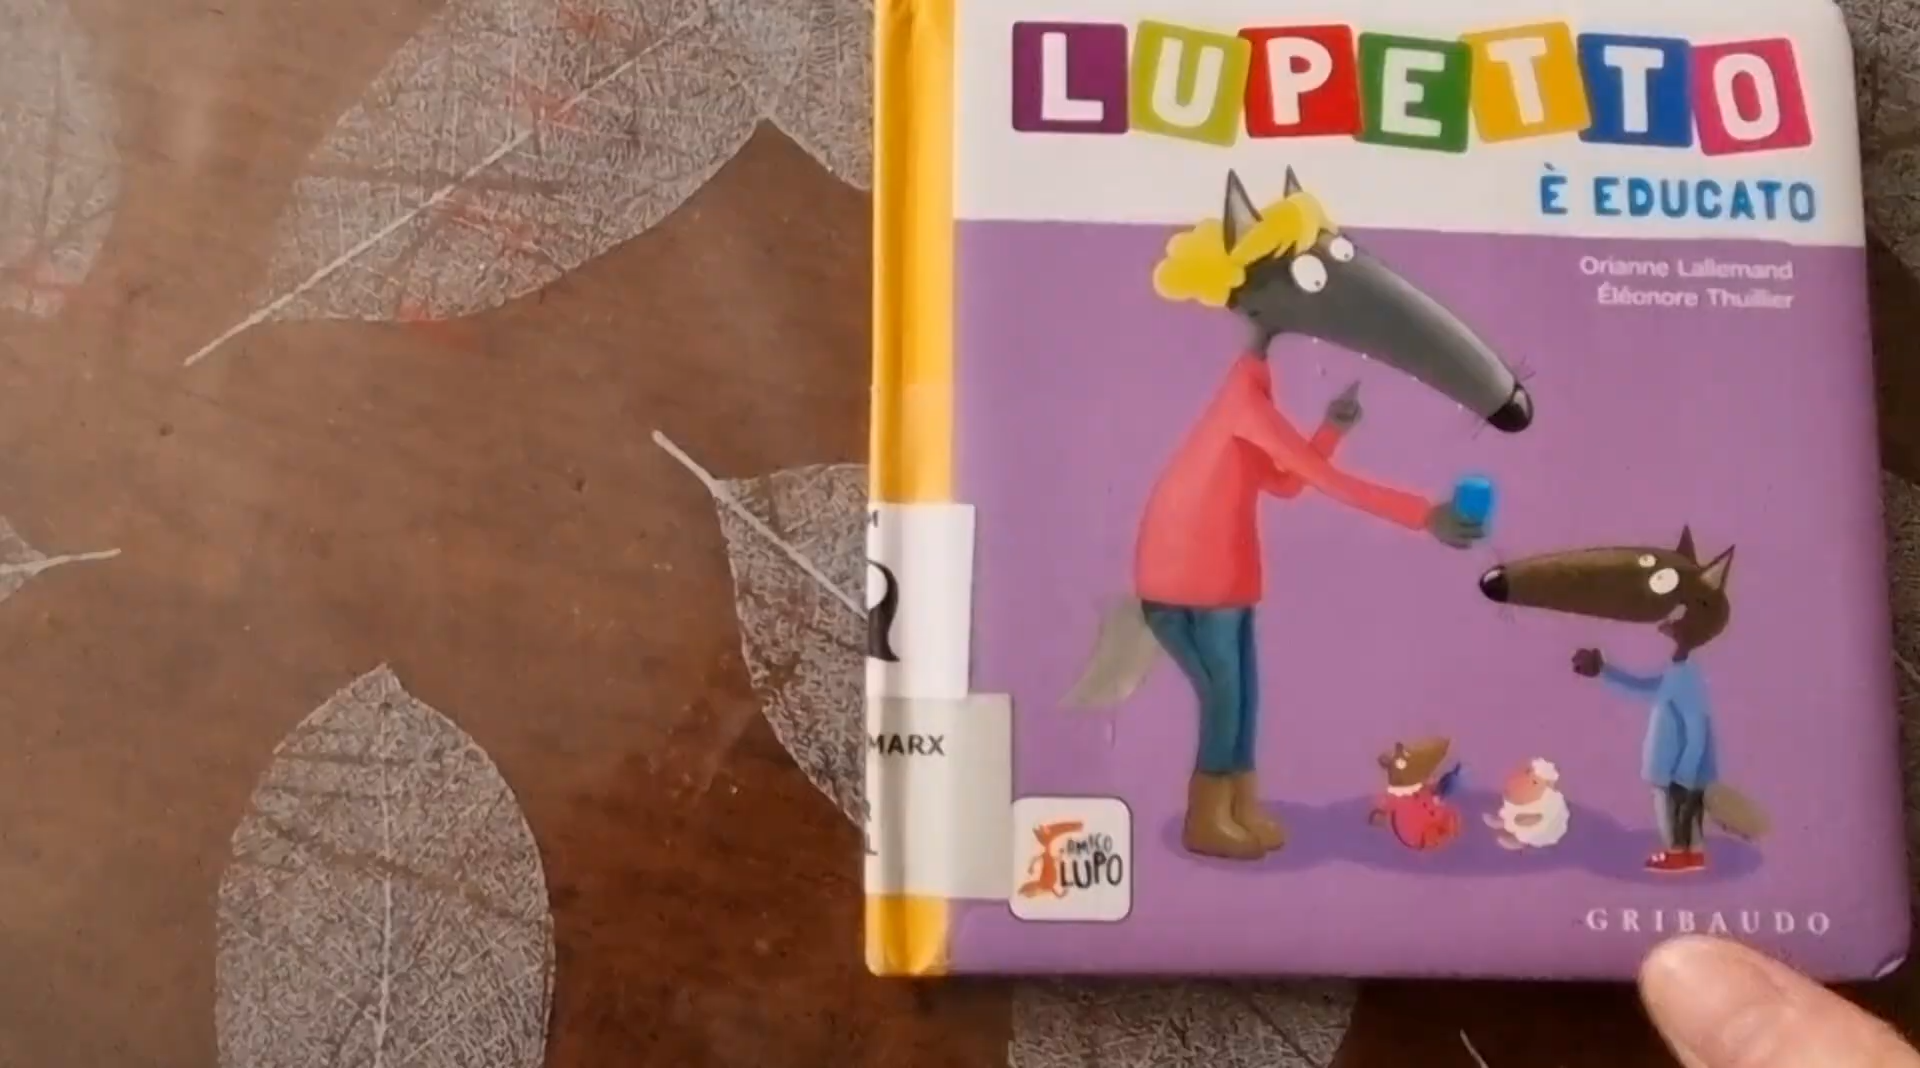 LUPETTO
È EDUCATO
Orianne Lallemand
Éléonore Thuillier
MARX
AMICO
LUPO
GRIBAUDO